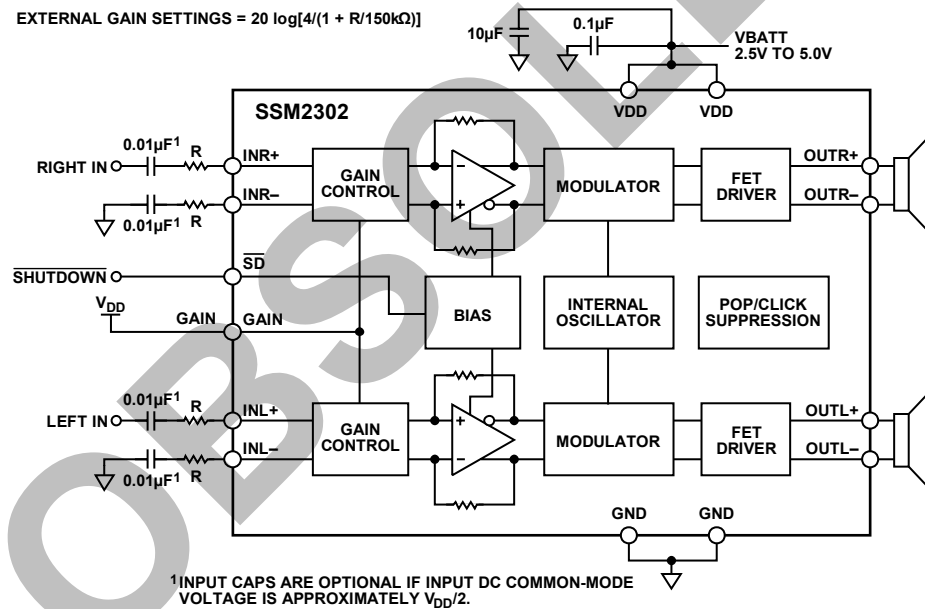 EXTERNAL GAIN SETTINGS = 20 log[4/(1 + R/150kΩ)]
10µF
0.1µF
VBATT
2.5V TO 5.0V
VDD
VDD
SSM2302
0.01µF1
R
RIGHT IN
INR+
INR–
0.01µF1
R
GAIN
CONTROL
–
+
MODULATOR
FET
DRIVER
OUTR+
OUTR–
SHUTDOWN
SD
VDD
GAIN
GAIN
BIAS
INTERNAL
OSCILLATOR
POP/CLICK
SUPPRESSION
0.01µF1
R
LEFT IN
INL+
INL–
0.01µF1
R
GAIN
CONTROL
+
–
MODULATOR
FET
DRIVER
OUTL+
OUTL–
GND
GND
1 INPUT CAPS ARE OPTIONAL IF INPUT DC COMMON-MODE
VOLTAGE IS APPROXIMATELY VDD/2.
OBSOLE